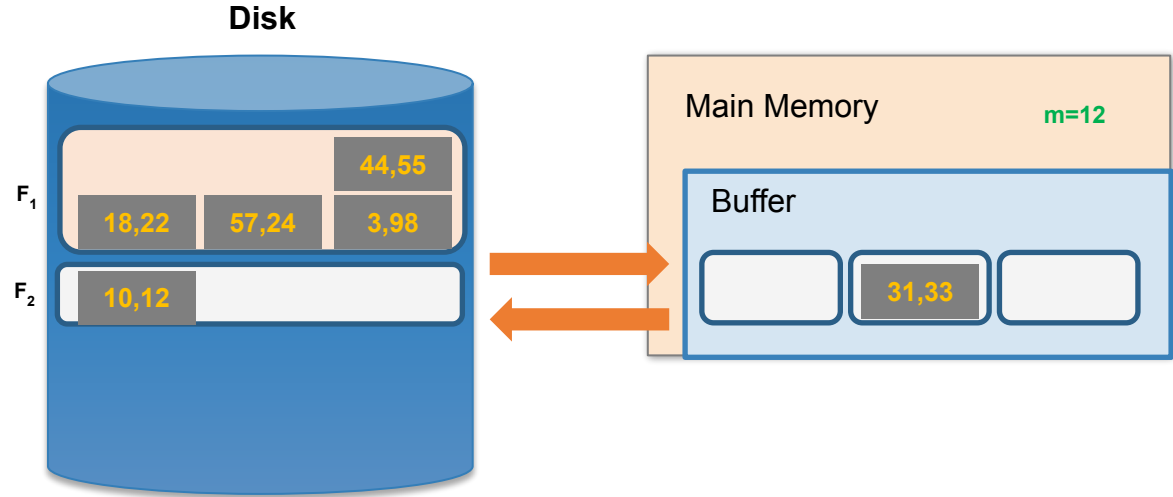 Disk
F1
44,55
18,22 57,24 3,98
F2
10,12
Main Memory
m=12
Buffer
31,33